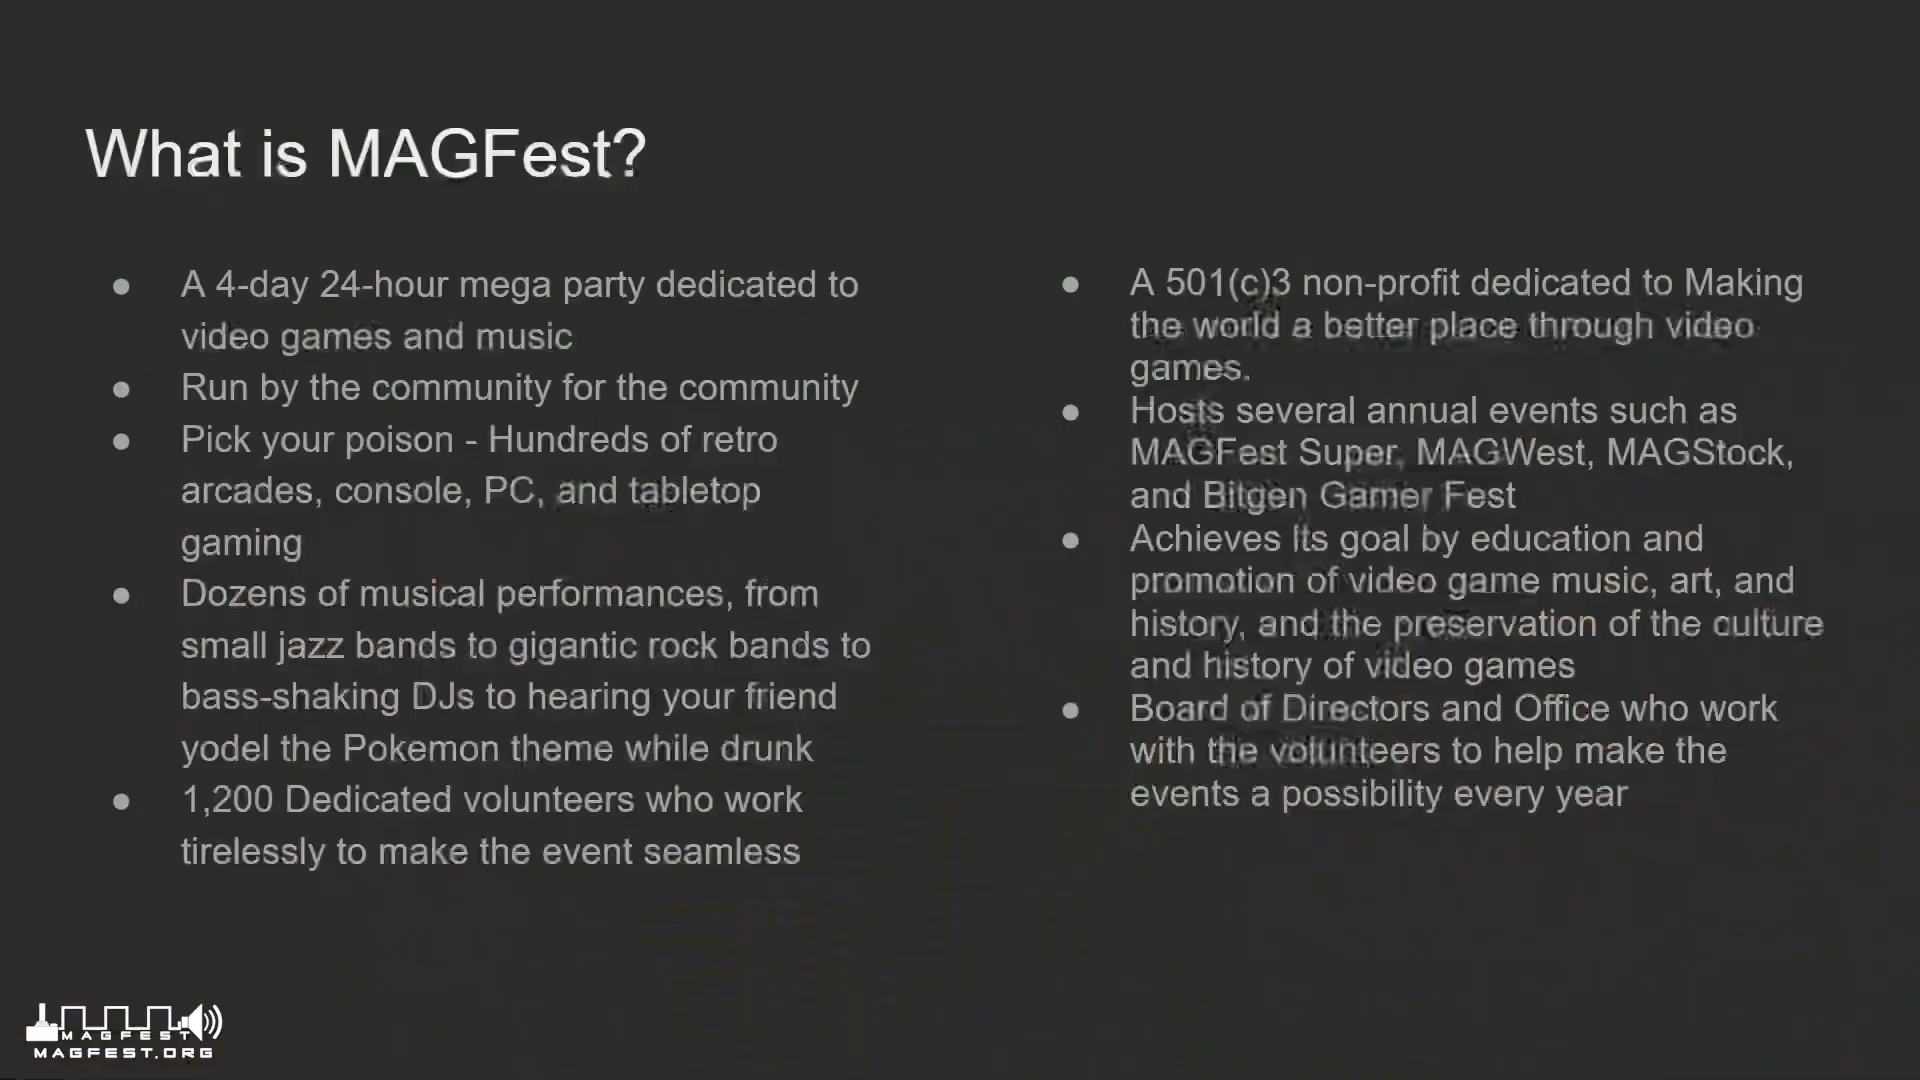 What is MAGFest?
● A 4-day 24-hour mega party dedicated to
video games and music
● Run by the community for the community
● Pick your poison - Hundreds of retro
arcades, console, PC, and tabletop
gaming
● Dozens of musical performances, from
small jazz bands to gigantic rock bands to
bass-shaking DJs to hearing your friend
yodel the Pokemon theme while drunk
● 1,200 Dedicated volunteers who work
tirelessly to make the event seamless
● A 501(c)3 non-profit dedicated to Making
the world a better place through video
games.
● Hosts several annual events such as
MAGFest Super, MAGWest, MAGStock,
and Bitgen Gamer Fest
● Achieves its goal by education and
promotion of video game music, art, and
history, and the preservation of the culture
and history of video games
● Board of Directors and Office who work
with the volunteers to help make the
events a possibility every year
MAGFEST
MAGFEST.ORG